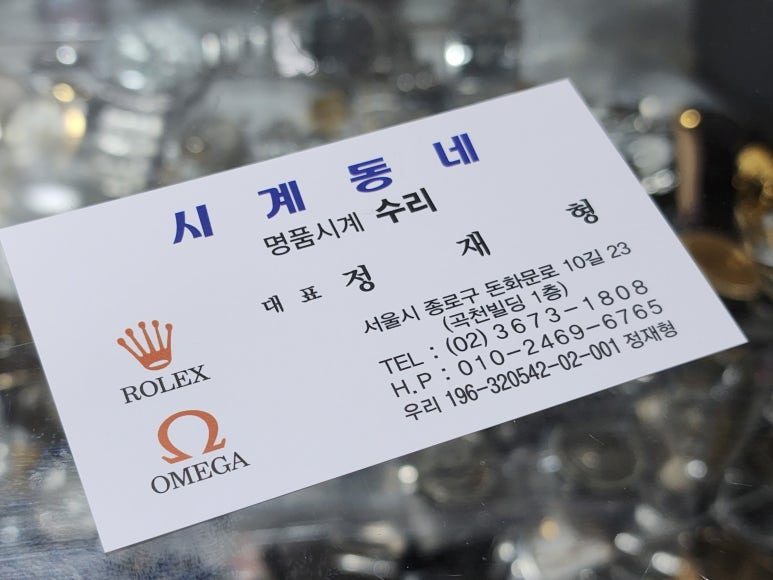 시계동네
명품시계 수리
대표 정재형
서울시 종로구 돈화문로 10길 23
(곡천빌딩 1층)
TEL : (02) 3673-1808
H.P : 010-2469-6765
우리 196-320542-02-001 정재형
ROLEX
OMEGA